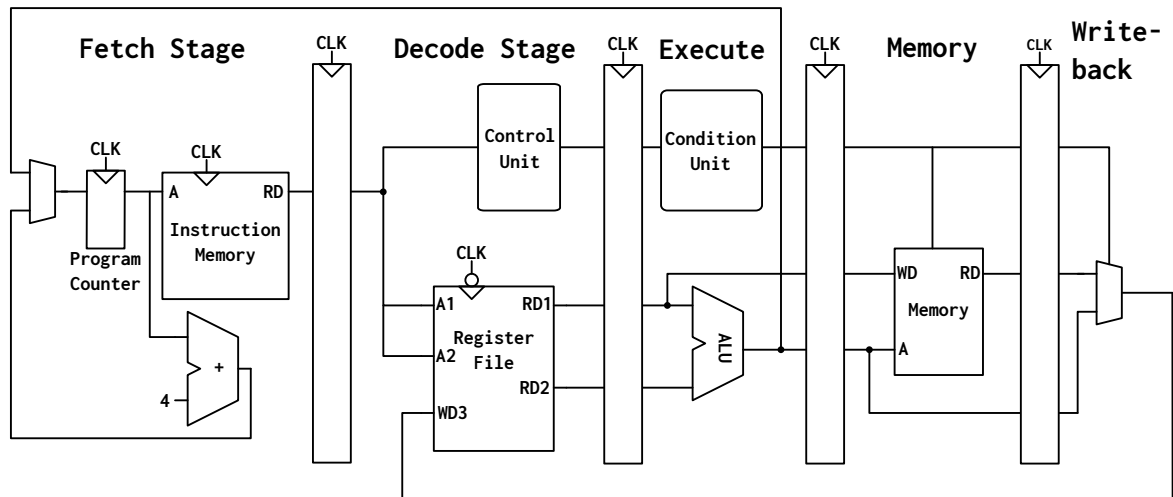 Fetch Stage
CLK
Decode Stage
CLK
Execute
CLK
Memory
CLK
Write-
back
CLK
CLK
A
RD
Instruction
Memory
Program
Counter
+
4
Control
Unit
Condition
Unit
CLK
A1
RD1
Register
File
A2
RD2
WD3
ALU
WD
RD
Memory
A